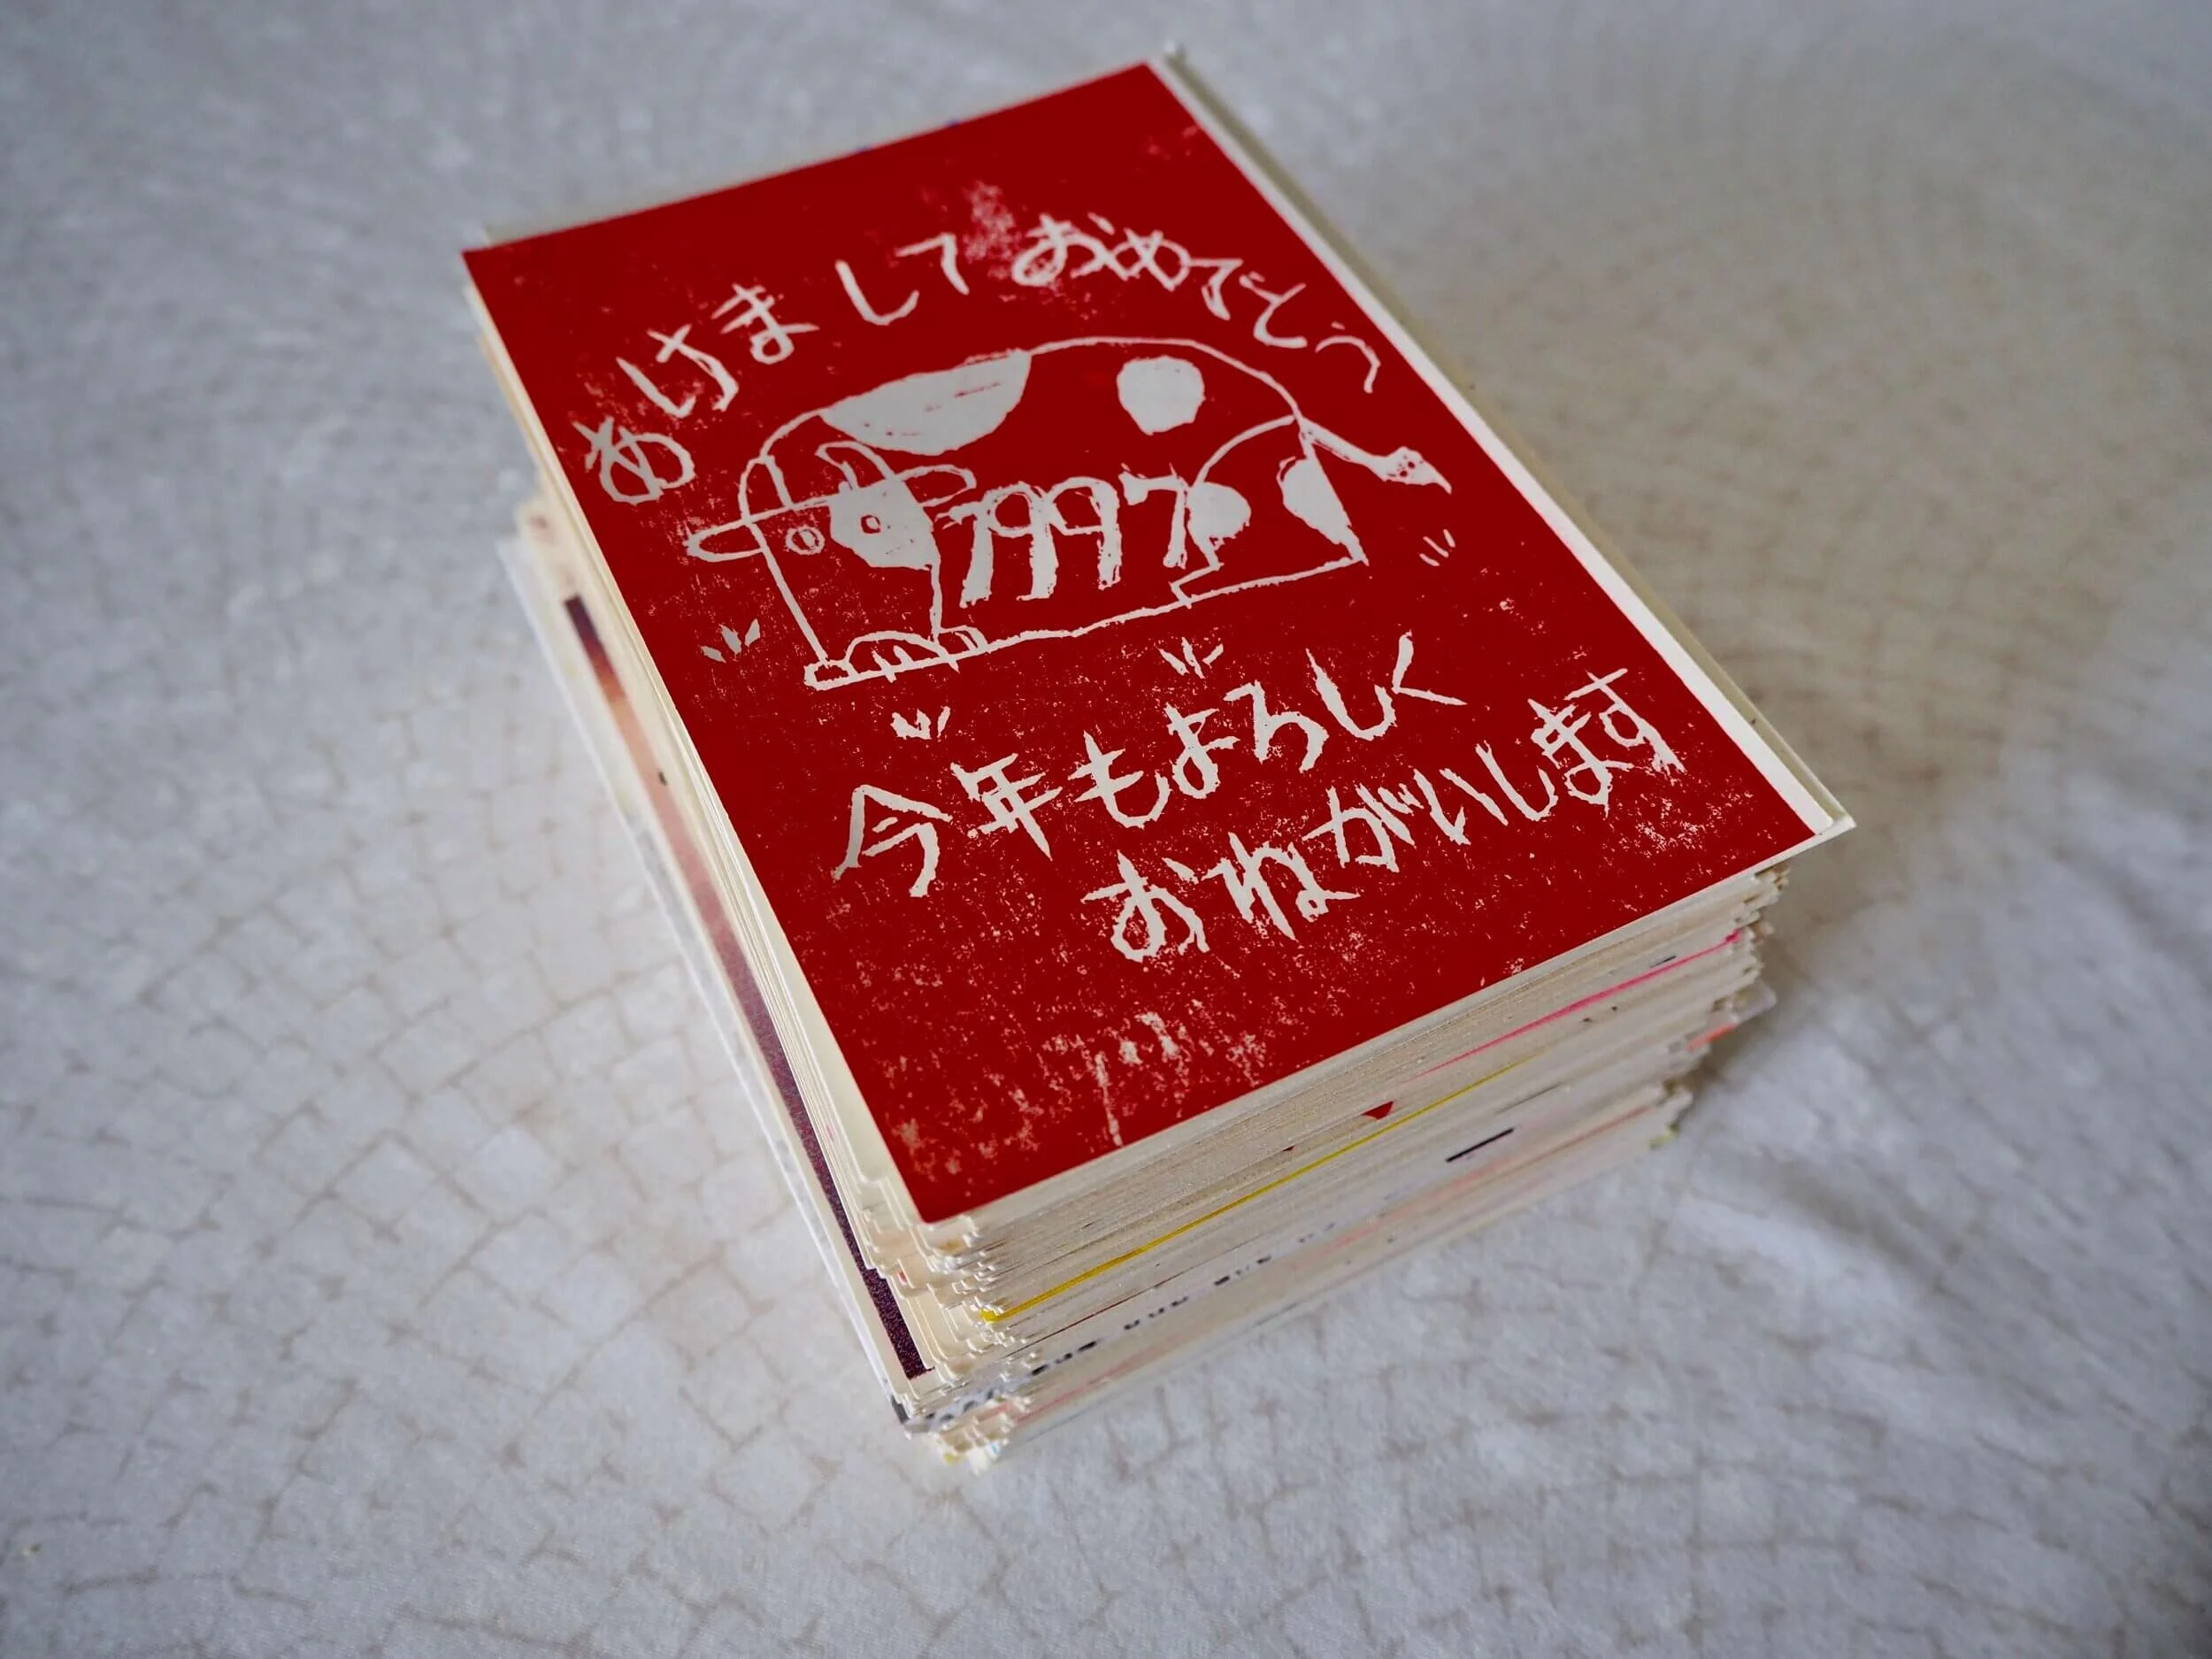 あけましておめでとう
1997
今年もよろしく
おねがいします